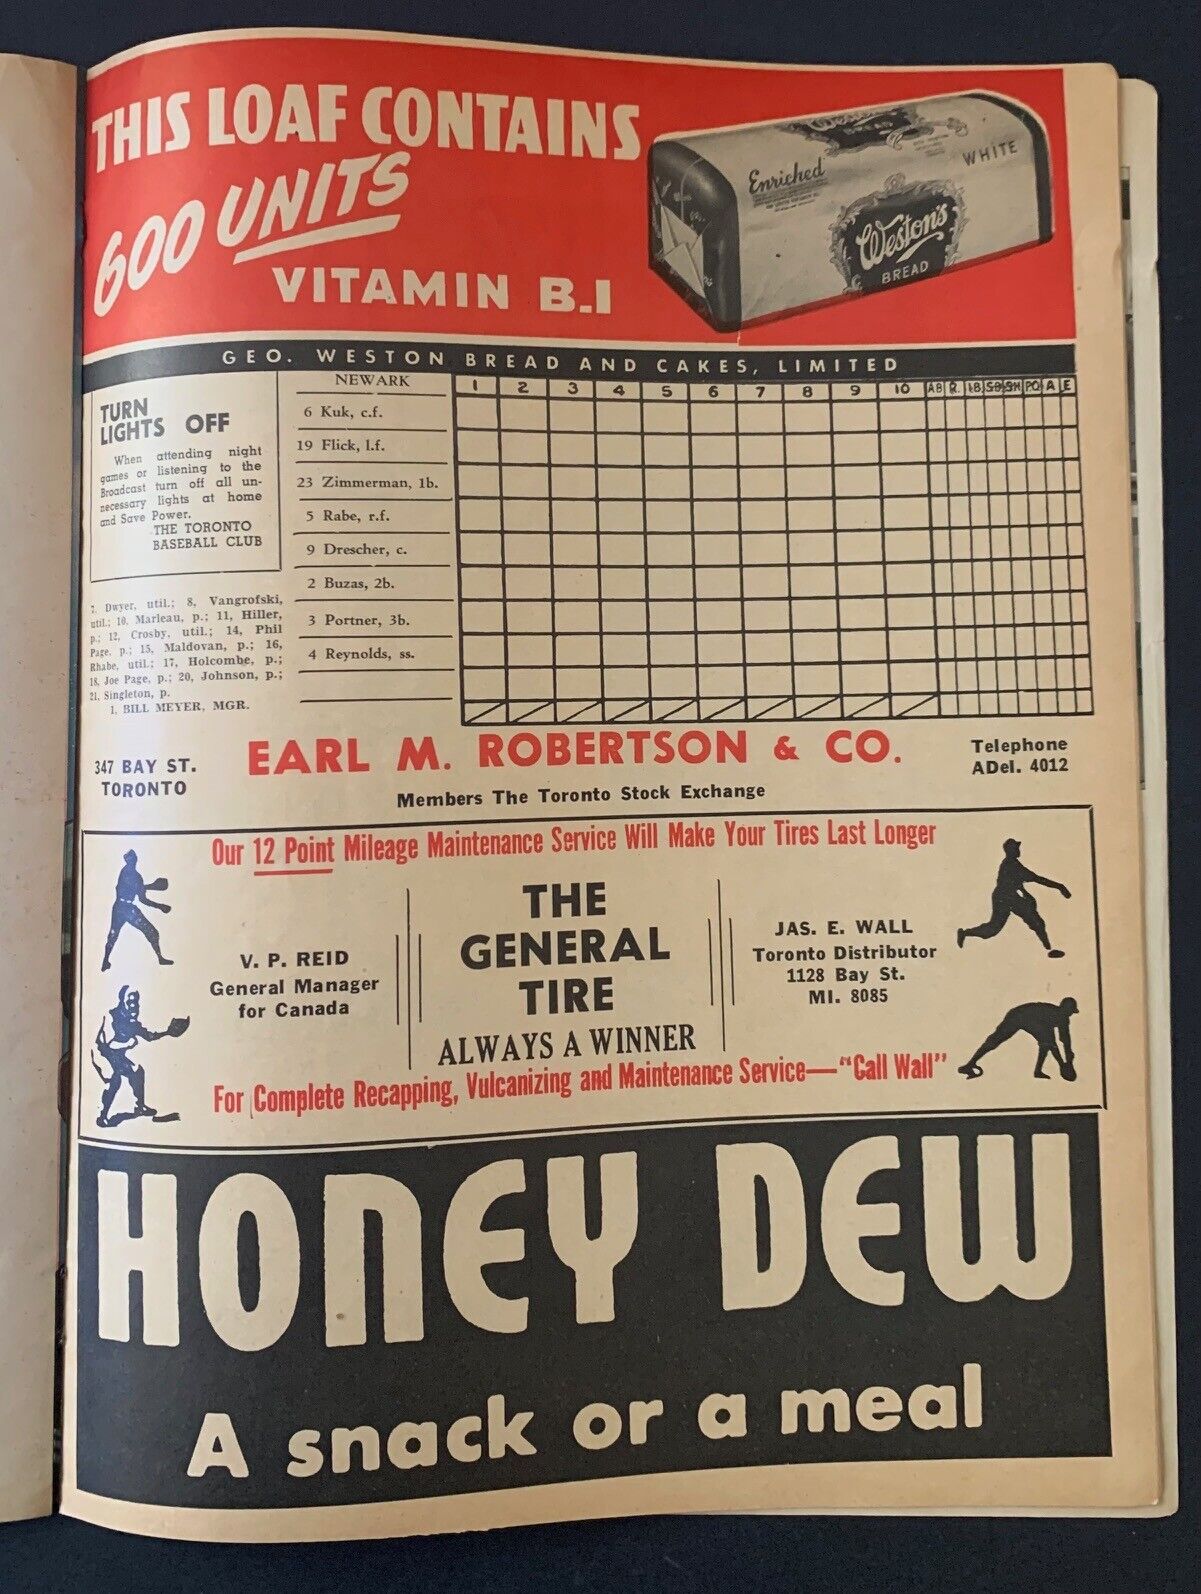 THIS LOAF CONTAINS
600 UNITS
VITAMIN B.1
Enriched
WHITE
Weston's
BREAD
Weston's
BREAD
GEO. WESTON BREAD AND CAKES, LIMITED
TURN
LIGHTS OFF
When attending night
games or listening to the
Broadcast turn off all un-
necessary lights at home
and Save Power.
THE TORONTO
BASEBALL CLUB
7, Dwyer, util.; 8, Vangrofski,
util.; 10, Marleau, p.; 11, Hiller,
p.; 12, Crosby, util.; 14, Phil
Page, p.; 15, Maldovan, p.; 16,
Rhabe, util.; 17, Holcombe, p.;
18, Joe Page, p.; 20, Johnson, p.;
21, Singleton, p.
1, BILL MEYER, MGR.
NEWARK 1 2 3 4 5 6 7 8 9 10 AB R. 1B SB SH PO A E
6 Kuk, c.f.
19 Flick, l.f.
23 Zimmerman, 1b.
5 Rabe, r.f.
9 Drescher, c.
2 Buzas, 2b.
3 Portner, 3b.
4 Reynolds, ss.
347 BAY ST.
TORONTO
EARL M. ROBERTSON & CO.
Members The Toronto Stock Exchange
Telephone
ADel. 4012
Our 12 Point Mileage Maintenance Service Will Make Your Tires Last Longer
V. P. REID
General Manager
for Canada
THE
GENERAL
TIRE
ALWAYS A WINNER
JAS. E. WALL
Toronto Distributor
1128 Bay St.
MI. 8085
For Complete Recapping, Vulcanizing and Maintenance Service—"Call Wall"
HONEY DEW
A snack or a meal